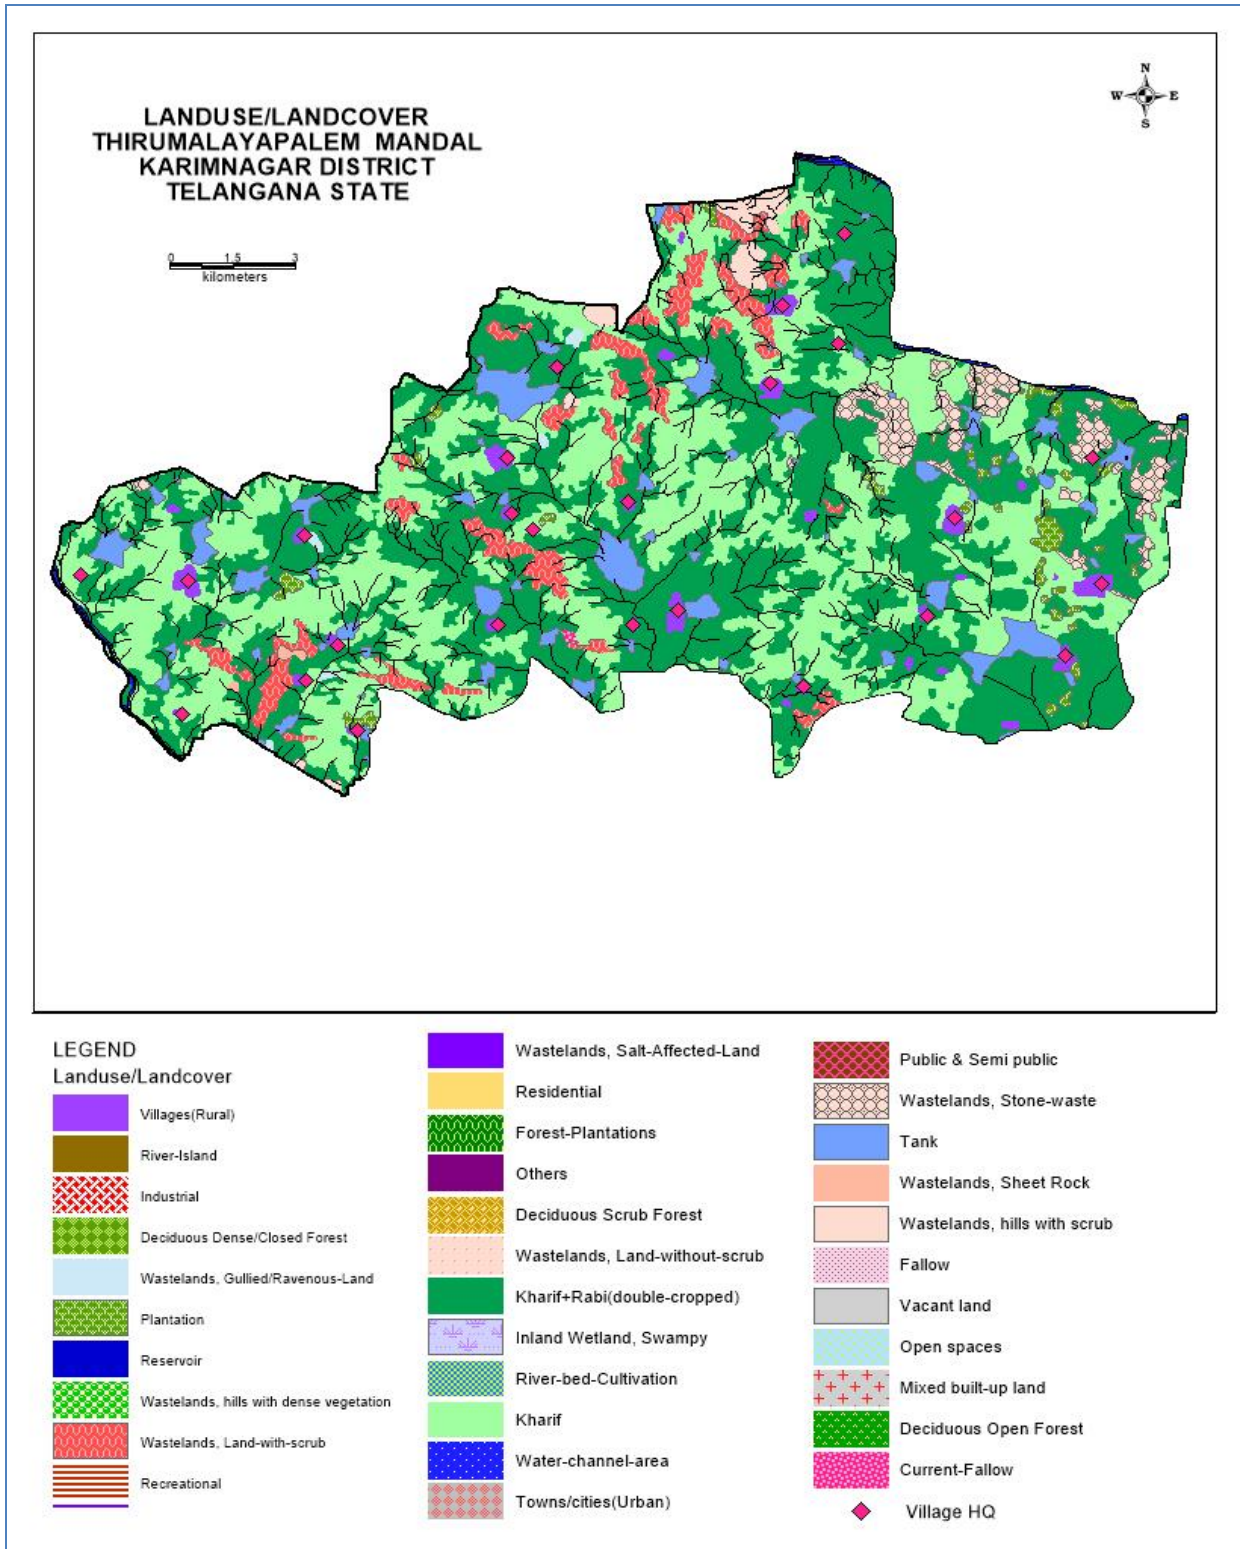 N
W E
S
LANDUSE/LANDCOVER
THIRUMALAYAPALEM MANDAL
KARIMNAGAR DISTRICT
TELANGANA STATE
0 1.5 3
kilometers
LEGEND
Landuse/Landcover
Villages(Rural)
River-Island
Industrial
Deciduous Dense/Closed Forest
Wastelands, Gullied/Ravenous-Land
Plantation
Reservoir
Wastelands, hills with dense vegetation
Wastelands, Land-with-scrub
Recreational
Wastelands, Salt-Affected-Land
Residential
Forest-Plantations
Others
Deciduous Scrub Forest
Wastelands, Land-without-scrub
Kharif+Rabi(double-cropped)
Inland Wetland, Swampy
River-bed-Cultivation
Kharif
Water-channel-area
Towns/cities(Urban)
Public & Semi public
Wastelands, Stone-waste
Tank
Wastelands, Sheet Rock
Wastelands, hills with scrub
Fallow
Vacant land
Open spaces
Mixed built-up land
Deciduous Open Forest
Current-Fallow
Village HQ